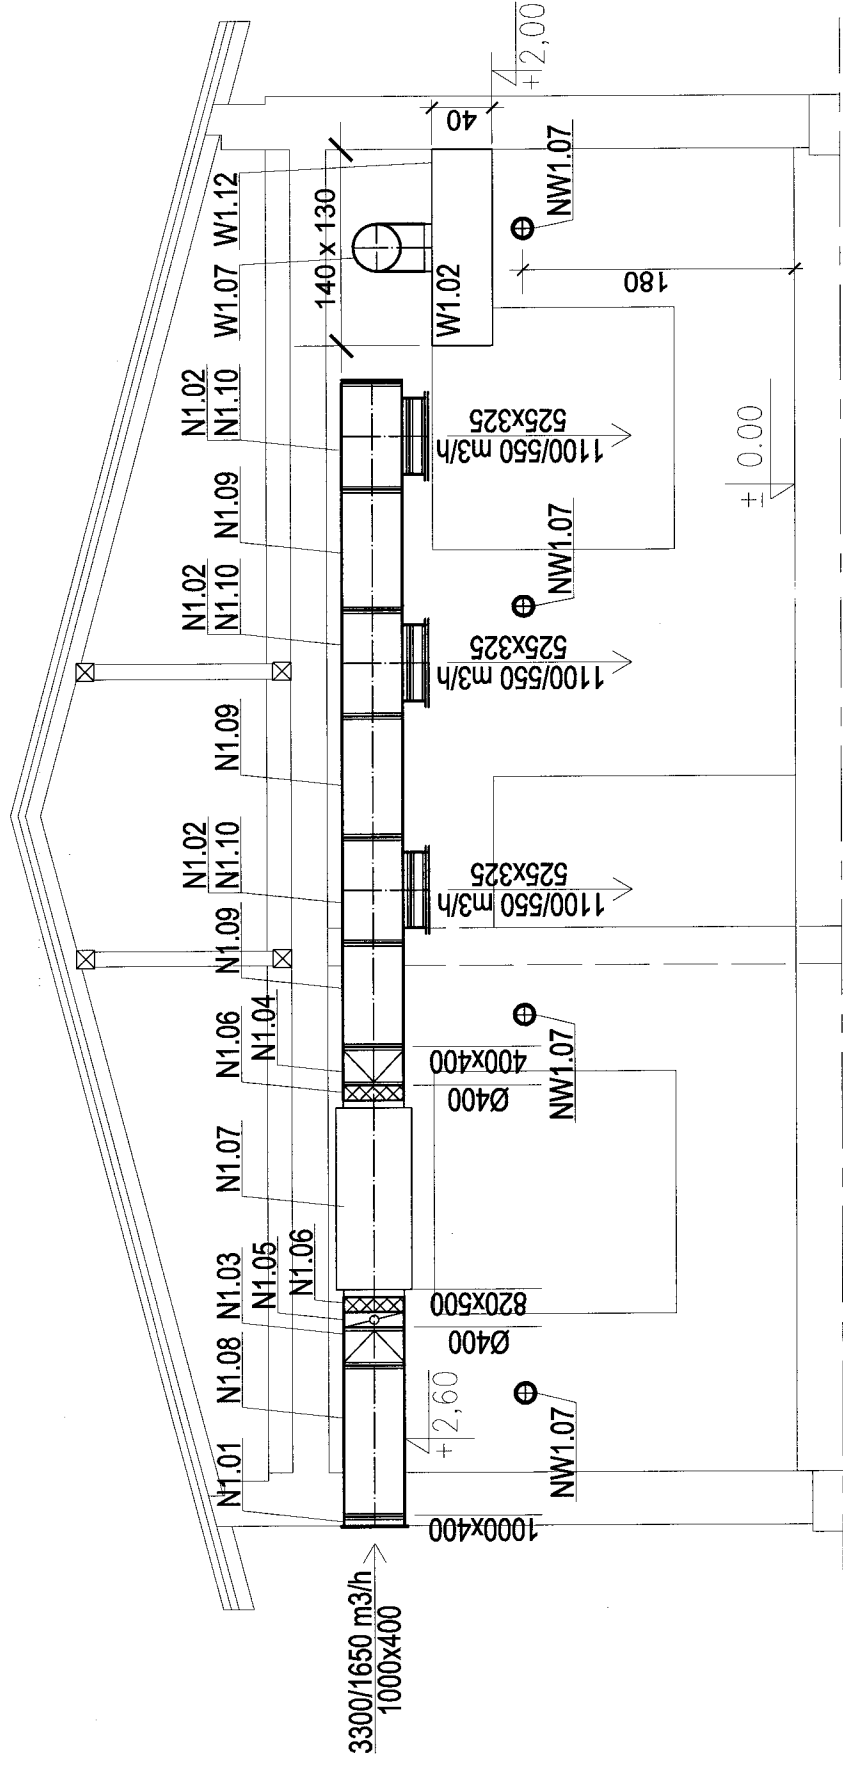 3300/1650 m3/h
1000x400
N1.01
N1.08
N1.03
N1.05
N1.06
N1.07
N1.06
N1.04
N1.09
N1.02
N1.10
N1.09
N1.02
N1.10
N1.09
N1.02
N1.10
W1.07
W1.12
140 x 130
W1.02
40
+2,00
1000x400
+2,60
Ø400
820x500
Ø400
400x400
1100/550 m3/h
525x325
1100/550 m3/h
525x325
1100/550 m3/h
525x325
NW1.07
NW1.07
NW1.07
NW1.07
180
± 0.00